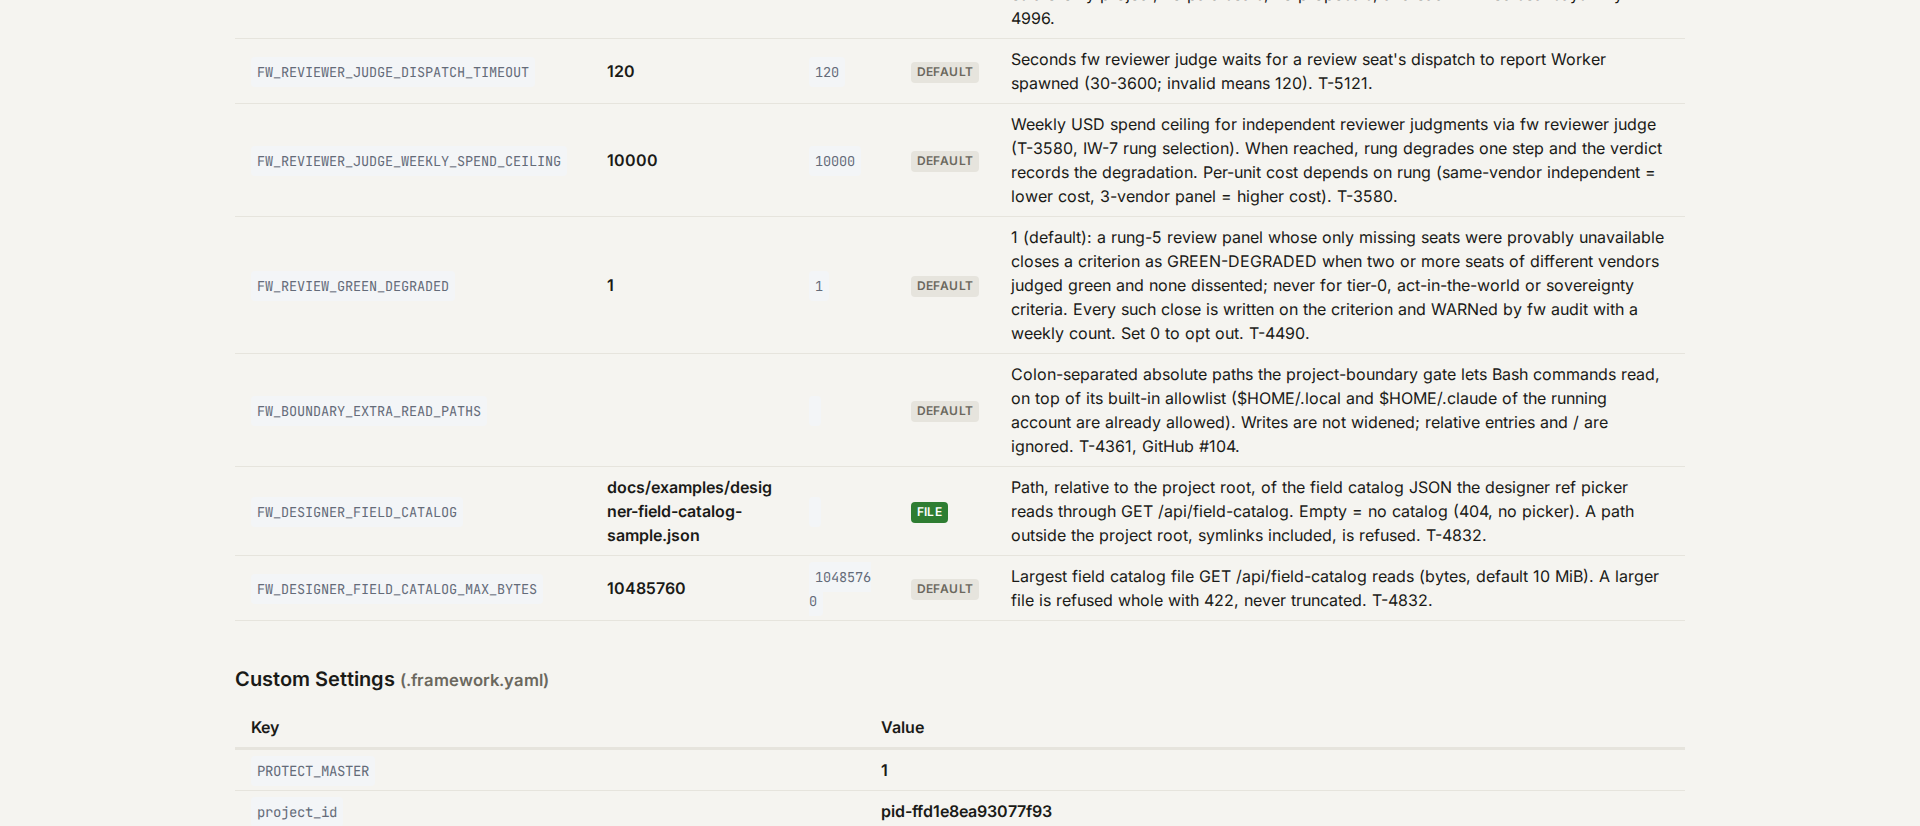 4996.
FW_REVIEWER_JUDGE_DISPATCH_TIMEOUT 120 120 DEFAULT Seconds fw reviewer judge waits for a review seat's dispatch to report Worker
spawned (30-3600; invalid means 120). T-5121.
FW_REVIEWER_JUDGE_WEEKLY_SPEND_CEILING 10000 10000 DEFAULT Weekly USD spend ceiling for independent reviewer judgments via fw reviewer judge
(T-3580, IW-7 rung selection). When reached, rung degrades one step and the verdict
records the degradation. Per-unit cost depends on rung (same-vendor independent =
lower cost, 3-vendor panel = higher cost). T-3580.
FW_REVIEW_GREEN_DEGRADED 1 1 DEFAULT 1 (default): a rung-5 review panel whose only missing seats were provably unavailable
closes a criterion as GREEN-DEGRADED when two or more seats of different vendors
judged green and none dissented; never for tier-0, act-in-the-world or sovereignty
criteria. Every such close is written on the criterion and WARNed by fw audit with a
weekly count. Set 0 to opt out. T-4490.
FW_BOUNDARY_EXTRA_READ_PATHS DEFAULT Colon-separated absolute paths the project-boundary gate lets Bash commands read,
on top of its built-in allowlist ($HOME/.local and $HOME/.claude of the running
account are already allowed). Writes are not widened; relative entries and / are
ignored. T-4361, GitHub #104.
FW_DESIGNER_FIELD_CATALOG docs/examples/desig
ner-field-catalog-
sample.json FILE Path, relative to the project root, of the field catalog JSON the designer ref picker
reads through GET /api/field-catalog. Empty = no catalog (404, no picker). A path
outside the project root, symlinks included, is refused. T-4832.
FW_DESIGNER_FIELD_CATALOG_MAX_BYTES 10485760 1048576
0 DEFAULT Largest field catalog file GET /api/field-catalog reads (bytes, default 10 MiB). A larger
file is refused whole with 422, never truncated. T-4832.
Custom Settings (.framework.yaml)
Key Value
PROTECT_MASTER 1
project_id pid-ffd1e8ea93077f93